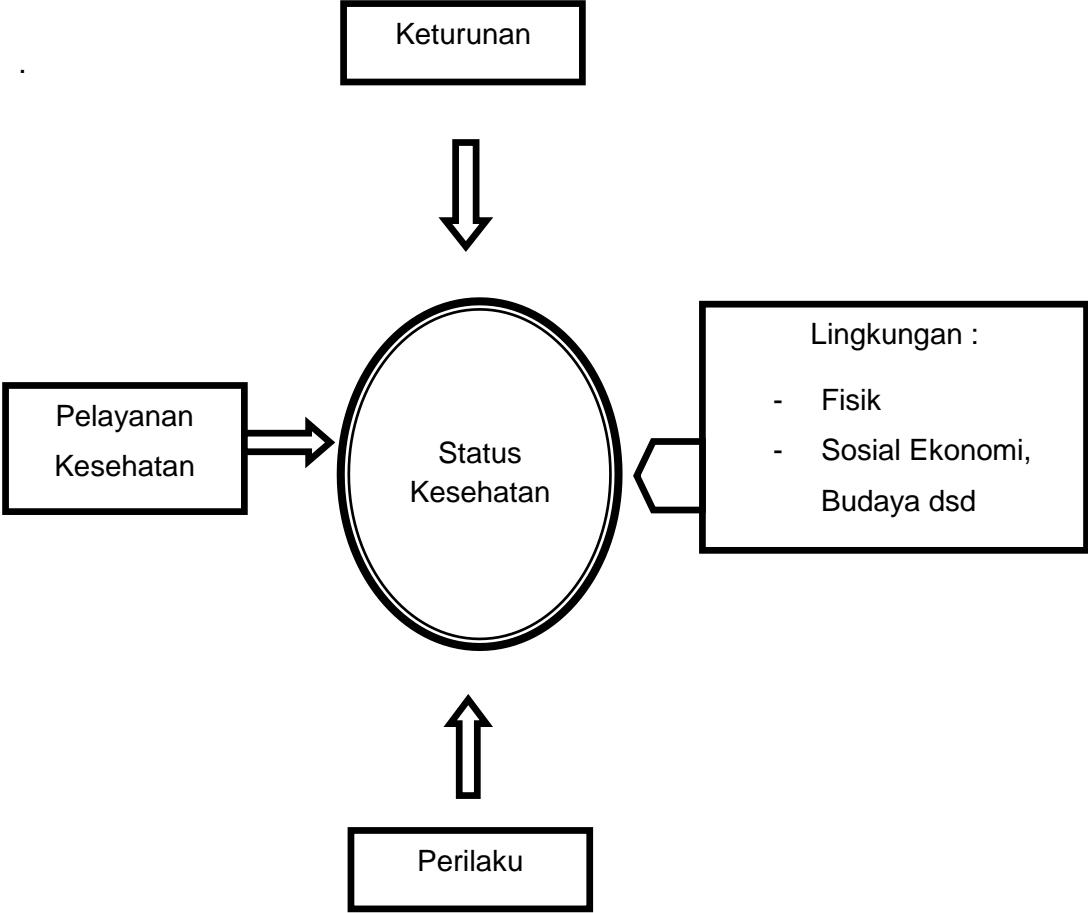 Keturunan
.
Lingkungan :
- Fisik
- Sosial Ekonomi,
Budaya dsd
Pelayanan
Kesehatan
Status
Kesehatan
Perilaku